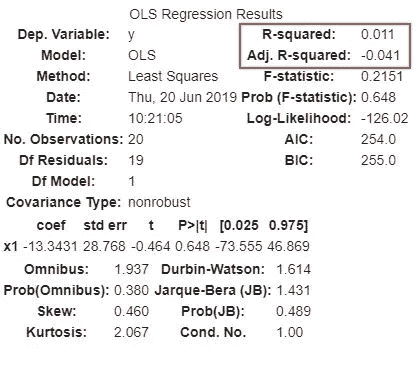 OLS Regression Results
Dep. Variable: y R-squared: 0.011
Model: OLS Adj. R-squared: -0.041
Method: Least Squares F-statistic: 0.2151
Date: Thu, 20 Jun 2019 Prob (F-statistic): 0.648
Time: 10:21:05 Log-Likelihood: -126.02
No. Observations: 20 AIC: 254.0
Df Residuals: 19 BIC: 255.0
Df Model: 1
Covariance Type: nonrobust
coef std err t P>|t| [0.025 0.975]
x1 -13.3431 28.768 -0.464 0.648 -73.555 46.869
Omnibus: 1.937 Durbin-Watson: 1.614
Prob(Omnibus): 0.380 Jarque-Bera (JB): 1.431
Skew: 0.460 Prob(JB): 0.489
Kurtosis: 2.067 Cond. No. 1.00